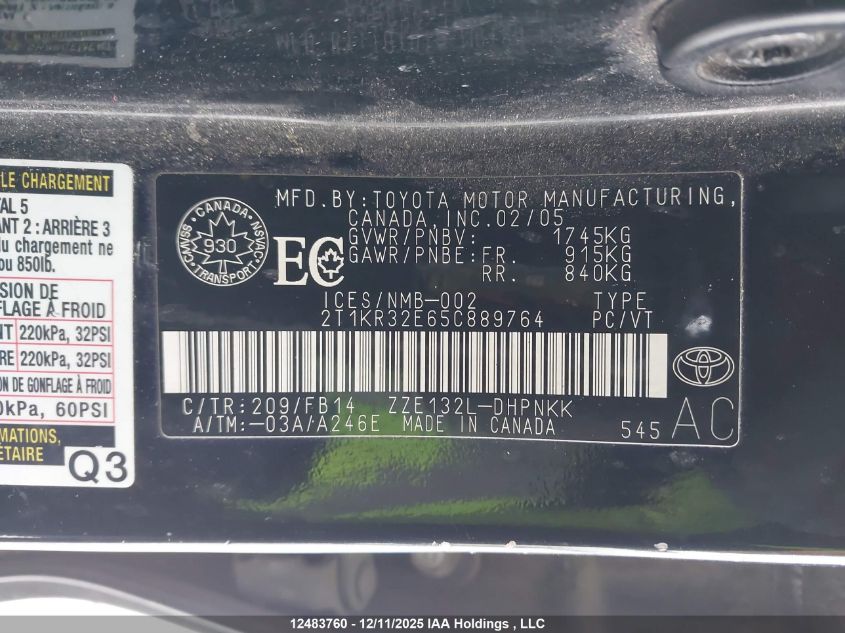 LE CHARGEMENT
TAL 5
ANT 2 : ARRIÈRE 3
du chargement ne
ou 850lb.
SION DE
FLAGE À FROID
NT 220kPa, 32PSI
RE 220kPa, 32PSI
ON DE GONFLAGE À FROID
0kPa, 60PSI
MATIONS,
ÉTAIRE
Q3
CANADA
CMVSS
930
NSVAC
TRANSPORT
EC
MFD. BY: TOYOTA MOTOR MANUFACTURING,
CANADA, INC. 02/05
GVWR/PNBV: 1745KG
GAWR/PNBE: FR. 915KG
RR. 840KG
ICES/NMB-002 TYPE
2T1KR32E65C889764 PC/VT
C/TR: 209/FB14 ZZE132L-DHPNKK
A/TM:-03A/A246E MADE IN CANADA 545
AC
12483760 - 12/11/2025 IAA Holdings , LLC